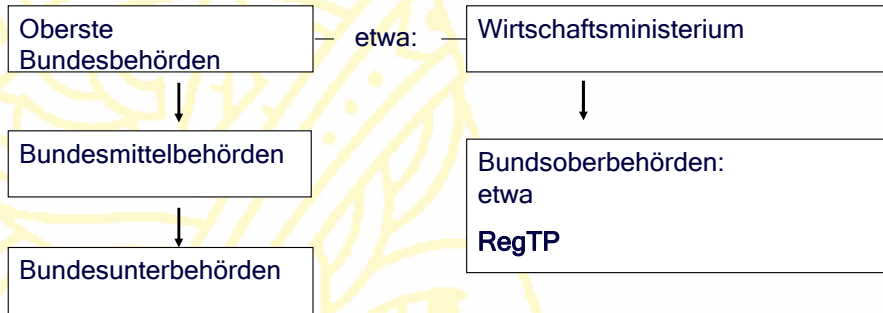 Oberste
Bundesbehörden
etwa:
Wirtschaftsministerium
Bundesmittelbehörden
Bundsoberbehörden:
etwa
RegTP
Bundesunterbehörden